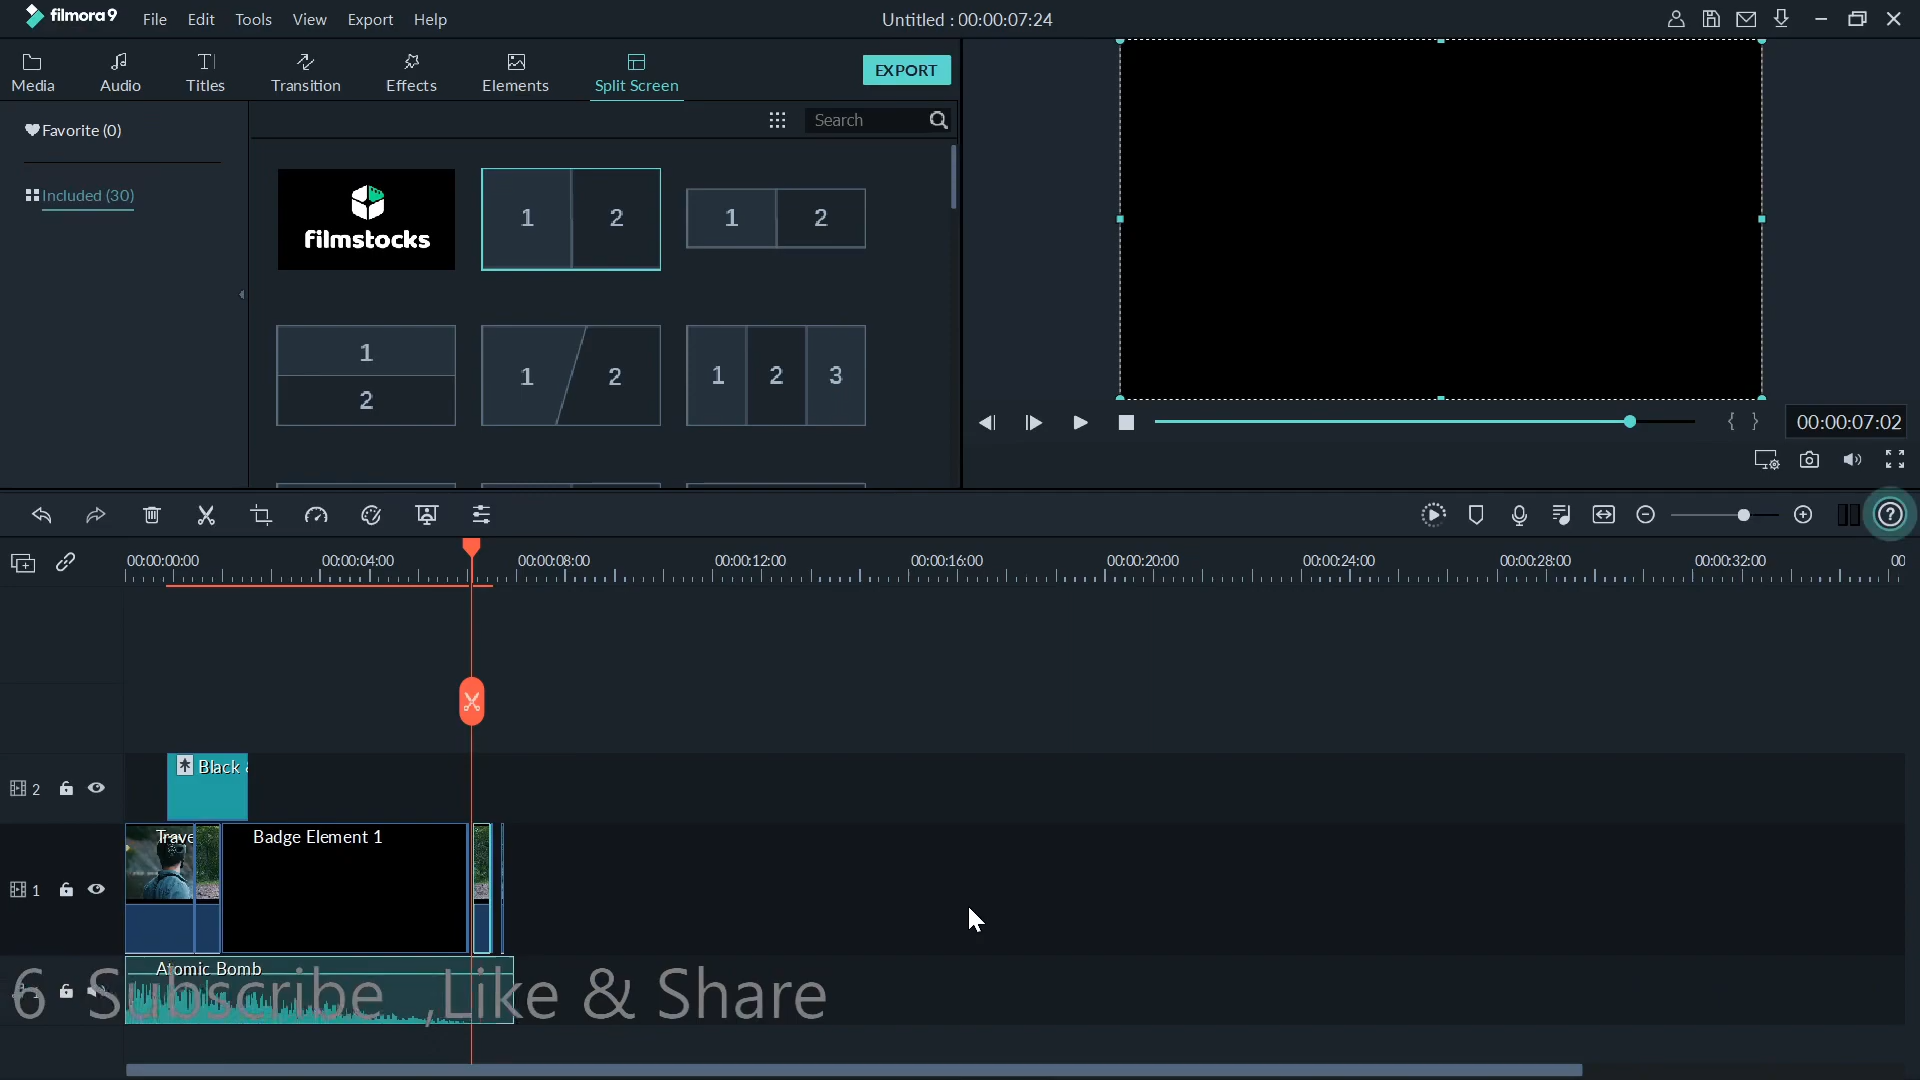 filmora9
File Edit Tools View Export Help
Untitled : 00:00:07:24
Media Audio Titles Transition Effects Elements Split Screen
EXPORT
Favorite (0)
Search
Included (30)
filmstocks
1 2
1 2
1
2
1 2
1 2 3
00:00:07:02
00:00:00:00 00:00:04:00 00:00:08:00 00:00:12:00 00:00:16:00 00:00:20:00 00:00:24:00 00:00:28:00 00:00:32:00 00
2
Black
1
Trave
Badge Element 1
1
Atomic Bomb
6 Subscribe ,Like & Share